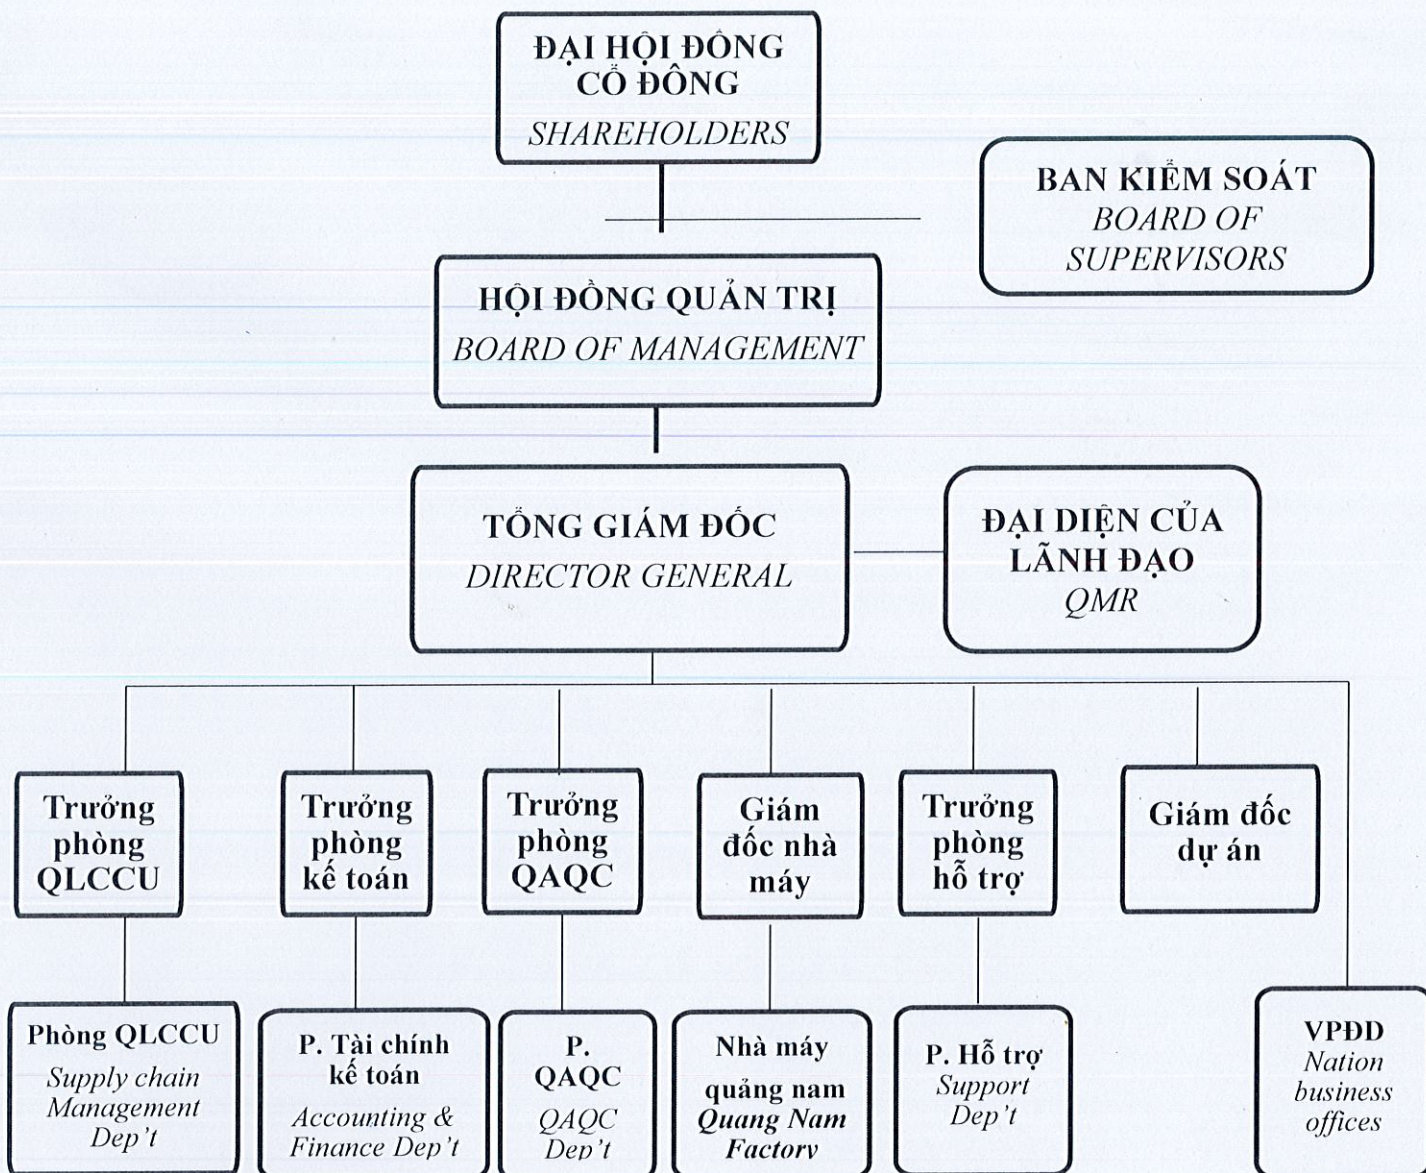 ĐẠI HỘI ĐỒNG
CỔ ĐÔNG
SHAREHOLDERS
BAN KIỂM SOÁT
BOARD OF
SUPERVISORS
HỘI ĐỒNG QUẢN TRỊ
BOARD OF MANAGEMENT
TỔNG GIÁM ĐỐC
DIRECTOR GENERAL
ĐẠI DIỆN CỦA
LÃNH ĐẠO
QMR
Trưởng
phòng
QLCCU
Trưởng
phòng
kế toán
Trưởng
phòng
QAQC
Giám
đốc nhà
máy
Trưởng
phòng
hỗ trợ
Giám đốc
dự án
Phòng QLCCU
Supply chain
Management
Dep't
P. Tài chính
kế toán
Accounting &
Finance Dep't
P.
QAQC
QAQC
Dep't
Nhà máy
quảng nam
Quang Nam
Factory
P. Hỗ trợ
Support
Dep't
VPĐD
Nation
business
offices